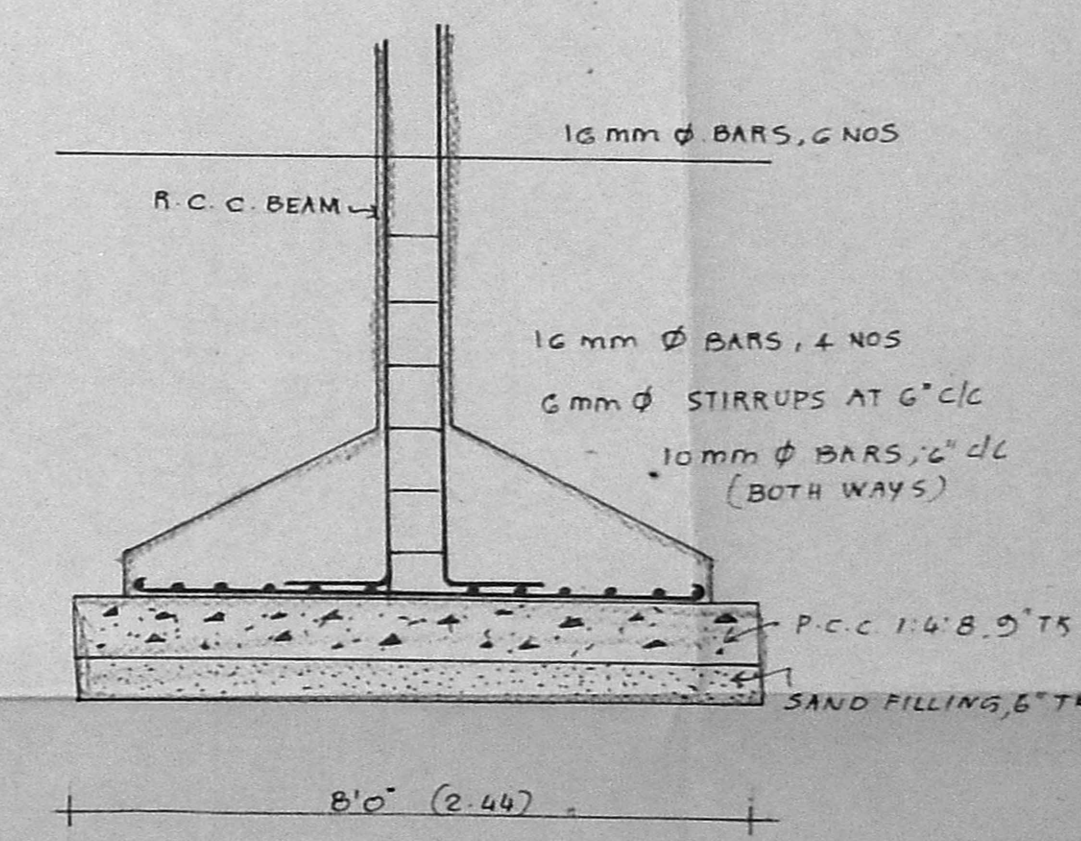 16 mm ϕ BARS, 6 NOS
R.C.C. BEAM
16 mm ϕ BARS, 4 NOS
6 mm ϕ STIRRUPS AT 6" C/C
10 mm ϕ BARS, 6" c/c
(BOTH WAYS)
P.C.C. 1:4:8. 9" TK
SAND FILLING, 6" T
8'0" (2.44)